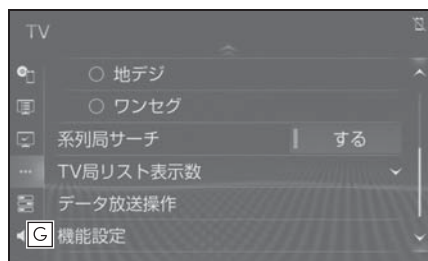 TV
○ 地デジ
○ ワンセグ
系列局サーチ する
TV局リスト表示数
データ放送操作
G 機能設定